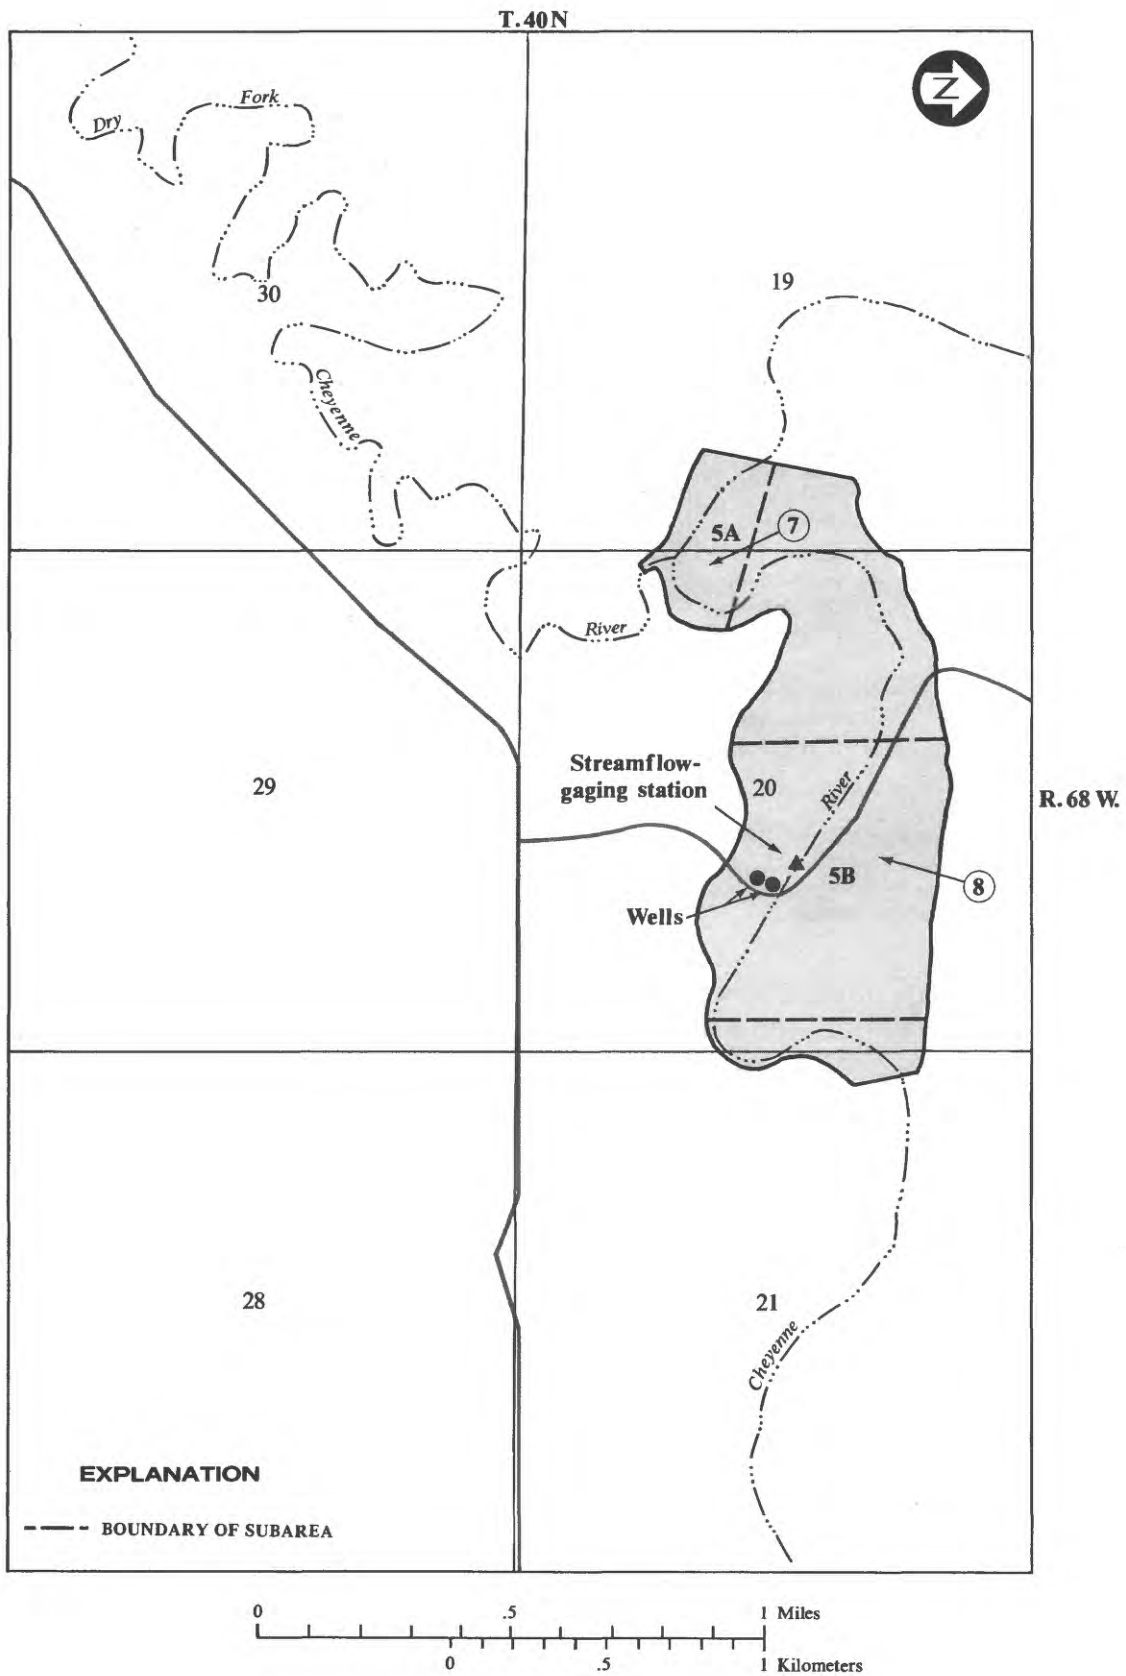 T. 40 N
Fork
Dry
N
19
30
Cheyenne
5A
7
River
Streamflow-
gaging station
20
River
29
R. 68 W.
5B
8
Wells
28
21
Cheyenne
EXPLANATION
BOUNDARY OF SUBAREA
0 .5 1 Miles
0 .5 1 Kilometers